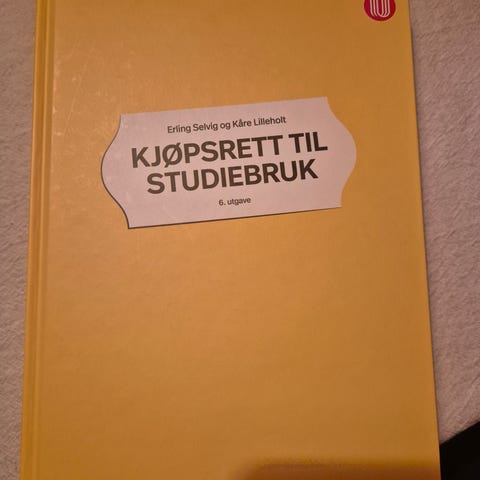 Erling Selvig og Kåre Lilleholt
KJØPSRETT TIL
STUDIEBRUK
6. utgave